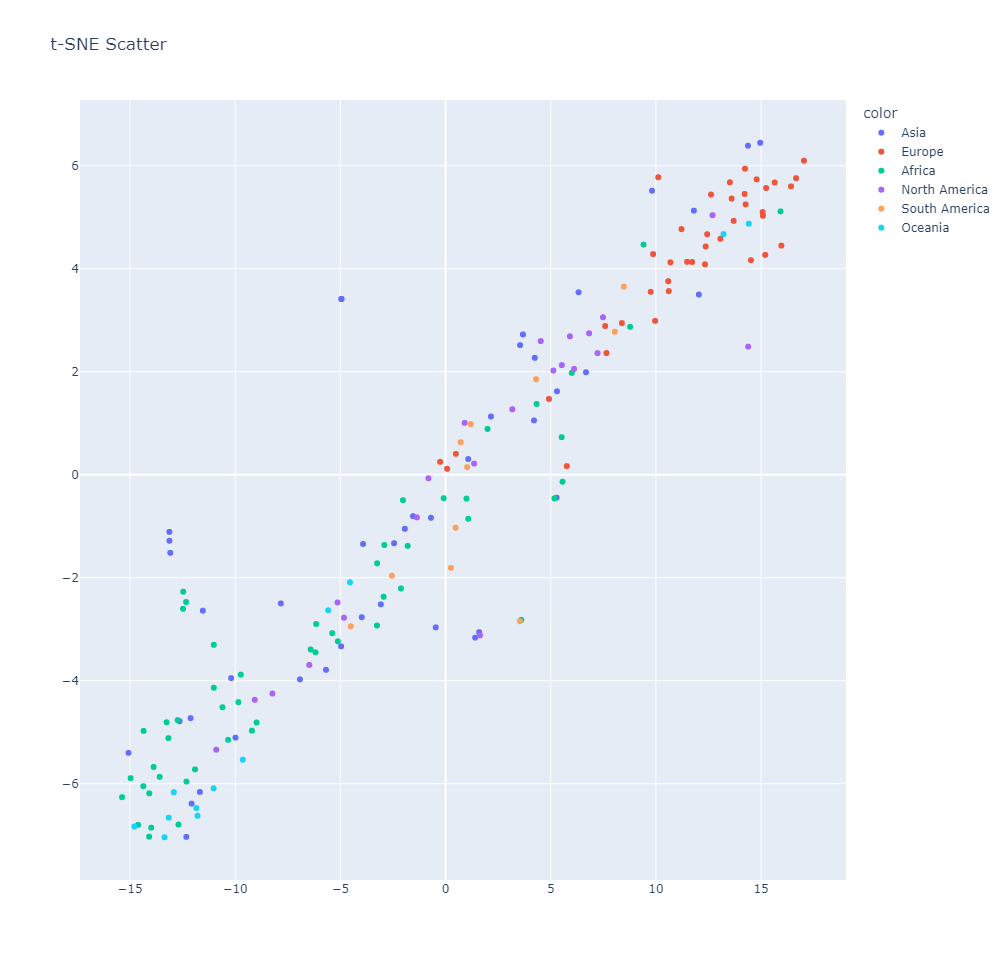 t-SNE Scatter
color
Asia
Europe
Africa
North America
South America
Oceania
6
4
2
0
−2
−4
−6
−15
−10
−5
0
5
10
15